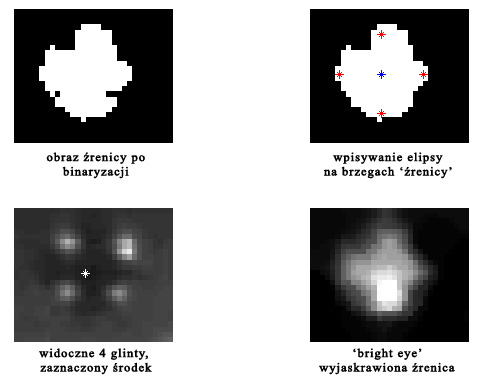 obraz źrenicy po
binaryzacji
wpisywanie elipsy
na brzegach ‘źrenicy’
widoczne 4 glinty,
zaznaczony środek
‘bright eye’
wyjaskrawiona źrenica